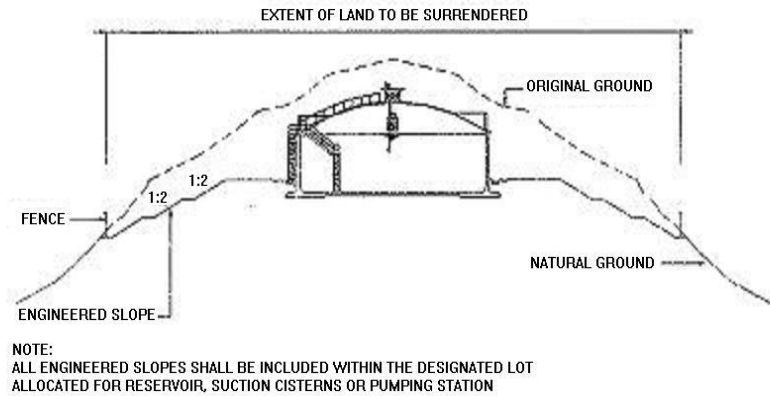 EXTENT OF LAND TO BE SURRENDERED
ORIGINAL GROUND
1:2
1:2
FENCE
NATURAL GROUND
ENGINEERED SLOPE
NOTE:
ALL ENGINEERED SLOPES SHALL BE INCLUDED WITHIN THE DESIGNATED LOT
ALLOCATED FOR RESERVOIR, SUCTION CISTERNS OR PUMPING STATION